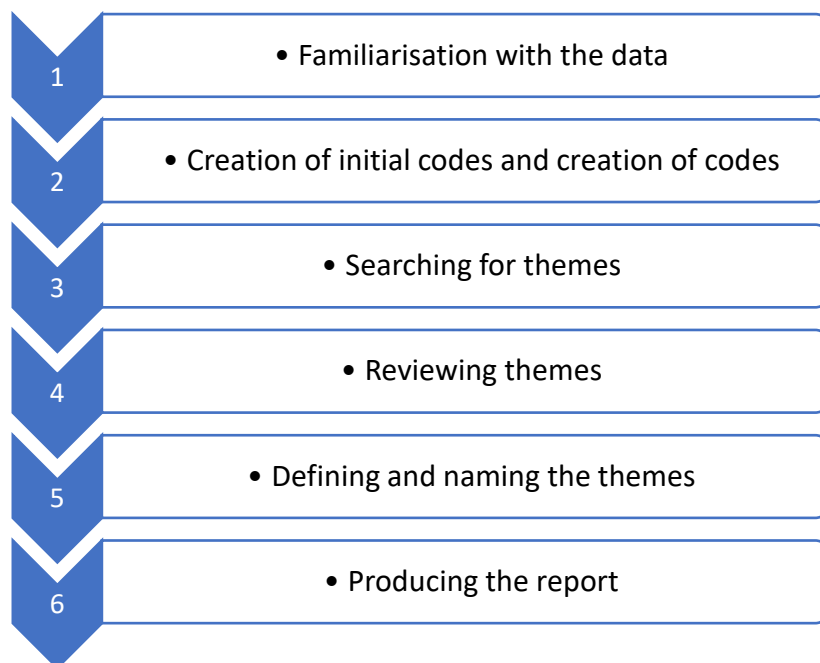 1
• Familiarisation with the data
2
• Creation of initial codes and creation of codes
3
• Searching for themes
4
• Reviewing themes
5
• Defining and naming the themes
6
• Producing the report